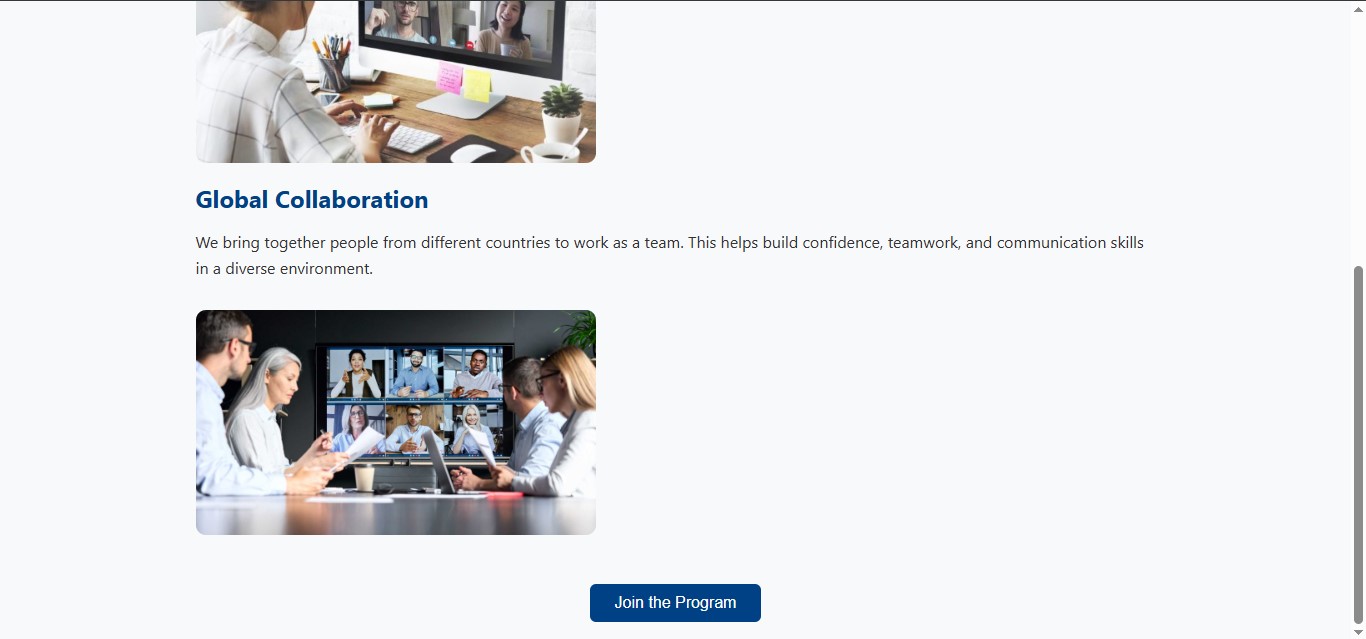 Global Collaboration
We bring together people from different countries to work as a team. This helps build confidence, teamwork, and communication skills
in a diverse environment.
Join the Program